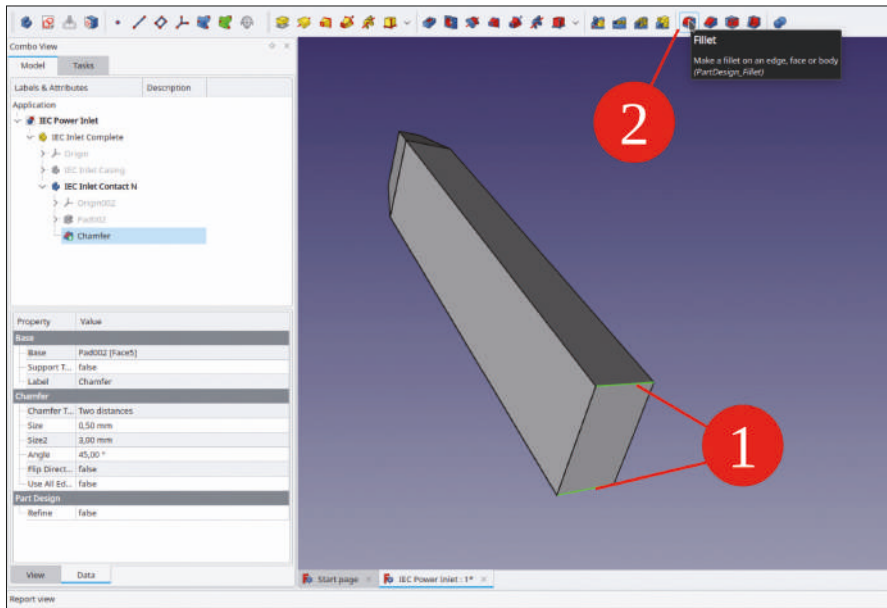 Combo View
Fillet
Make a fillet on an edge, face or body
(PartDesign_Fillet)
Model Tasks
Labels & Attributes Description
Application
IEC Power Inlet
IEC Inlet Complete
Origin
IEC Inlet Casing
IEC Inlet Contact N
Origin002
Pad002
Chamfer
2
1
Property Value
Base
Base Pad002 [Face5]
Support T... false
Label Chamfer
Chamfer
Chamfer T... Two distances
Size 0,50 mm
Size2 3,00 mm
Angle 45,00 °
Flip Direct... false
Use All Ed... false
Part Design
Refine false
View Data
Start page IEC Power Inlet : 1*
Report view